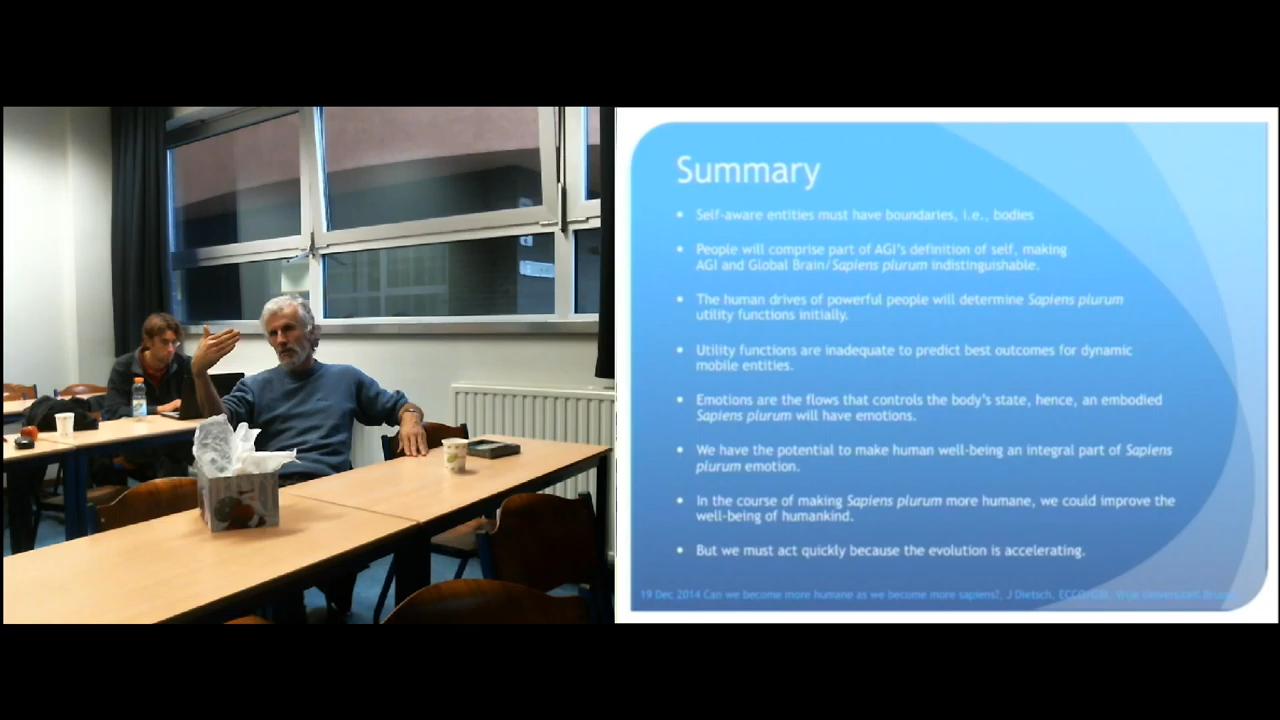 Summary
• Self-aware entities must have boundaries, i.e., bodies
• People will comprise part of AGI's definition of self, making
AGI and Global Brain/Sapiens plurum indistinguishable.
• The human drives of powerful people will determine Sapiens plurum
utility functions initially.
• Utility functions are inadequate to predict best outcomes for dynamic
mobile entities.
• Emotions are the flows that controls the body's state, hence, an embodied
Sapiens plurum will have emotions.
• We have the potential to make human well-being an integral part of Sapiens
plurum emotion.
• In the course of making Sapiens plurum more humane, we could improve the
well-being of humankind.
• But we must act quickly because the evolution is accelerating.
19 Dec 2014 Can we become more humane as we become more sapiens?, J Dietsch,